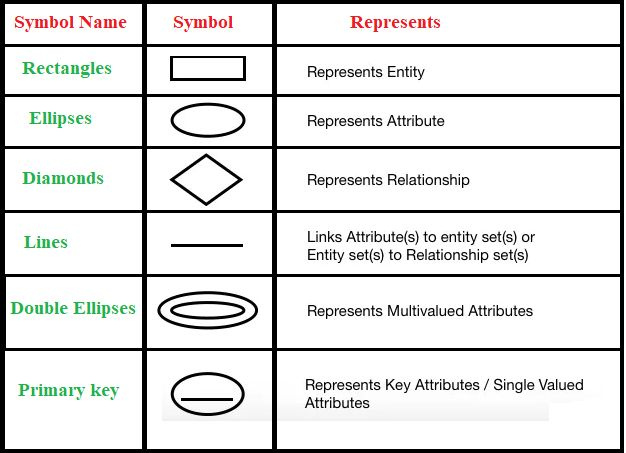 Symbol Name Symbol Represents
Rectangles Represents Entity
Ellipses Represents Attribute
Diamonds Represents Relationship
Lines Links Attribute(s) to entity set(s) or
Entity set(s) to Relationship set(s)
Double Ellipses Represents Multivalued Attributes
Primary key Represents Key Attributes / Single Valued
Attributes